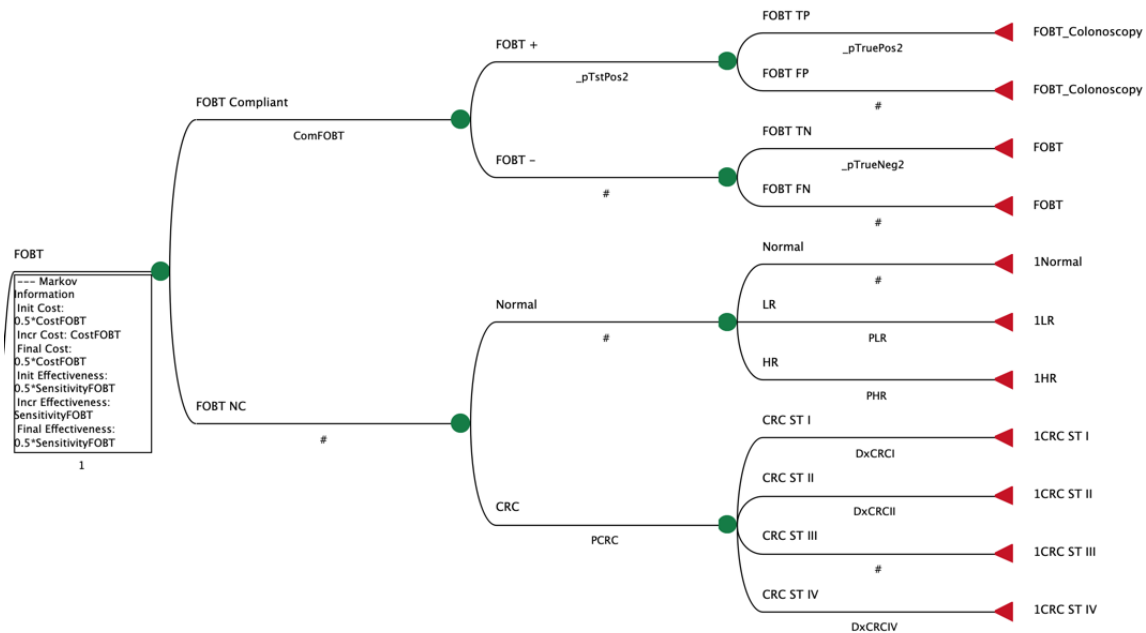 FOBT TP
_pTruePos2
FOBT_Colonoscopy
FOBT +
_pTstPos2
FOBT FP
#
FOBT_Colonoscopy
FOBT Compliant
ComFOBT
FOBT TN
_pTrueNeg2
FOBT
FOBT -
#
FOBT FN
#
FOBT
FOBT
--- Markov
Information
Init Cost:
0.5*CostFOBT
Incr Cost: CostFOBT
Final Cost:
0.5*CostFOBT
Init Effectiveness:
0.5*SensitivityFOBT
Incr Effectiveness:
SensitivityFOBT
Final Effectiveness:
0.5*SensitivityFOBT
1
Normal
#
1Normal
Normal
#
LR
PLR
1LR
HR
PHR
1HR
FOBT NC
#
CRC ST I
DxCRCI
1CRC ST I
CRC ST II
DxCRCII
1CRC ST II
CRC
PCRC
CRC ST III
#
1CRC ST III
CRC ST IV
DxCRCIV
1CRC ST IV